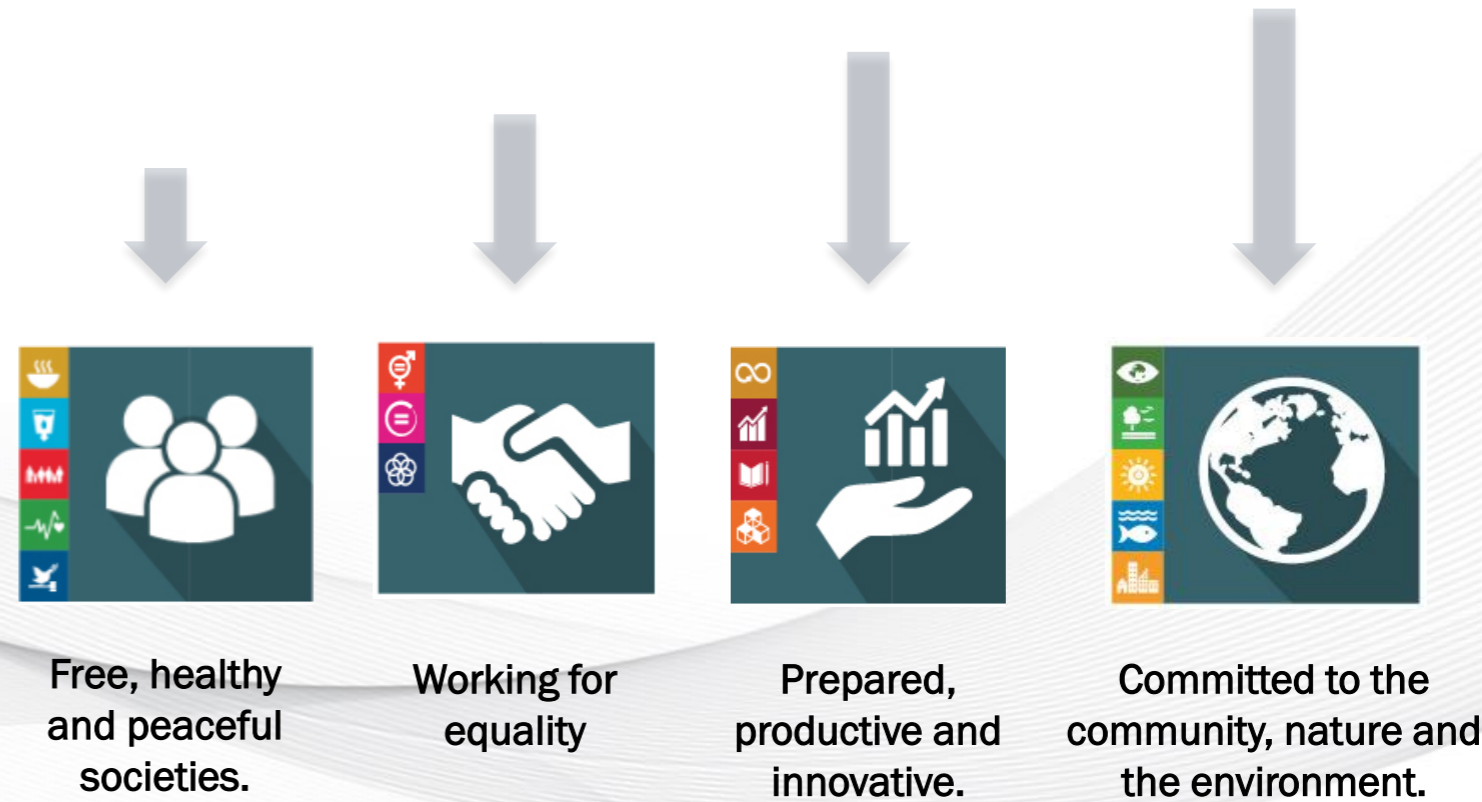 Free, healthy
and peaceful
societies.
Working for
equality
Prepared,
productive and
innovative.
Committed to the
community, nature and
the environment.